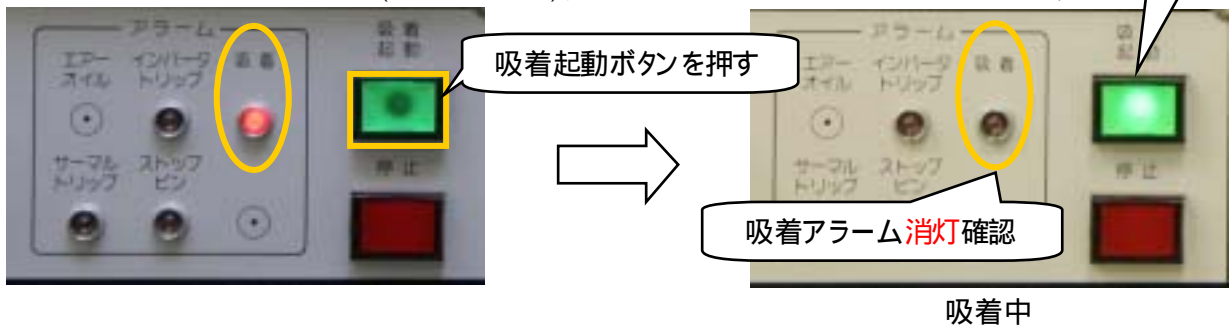 アラーム
エアー
オイル
インバータ
トリップ
吸着
サーマル
トリップ
ストップ
ピン
吸着
起動
停止
吸着起動ボタンを押す
アラーム
エアー
オイル
インバータ
トリップ
吸着
サーマル
トリップ
ストップ
停止
吸着アラーム消灯確認
吸着中